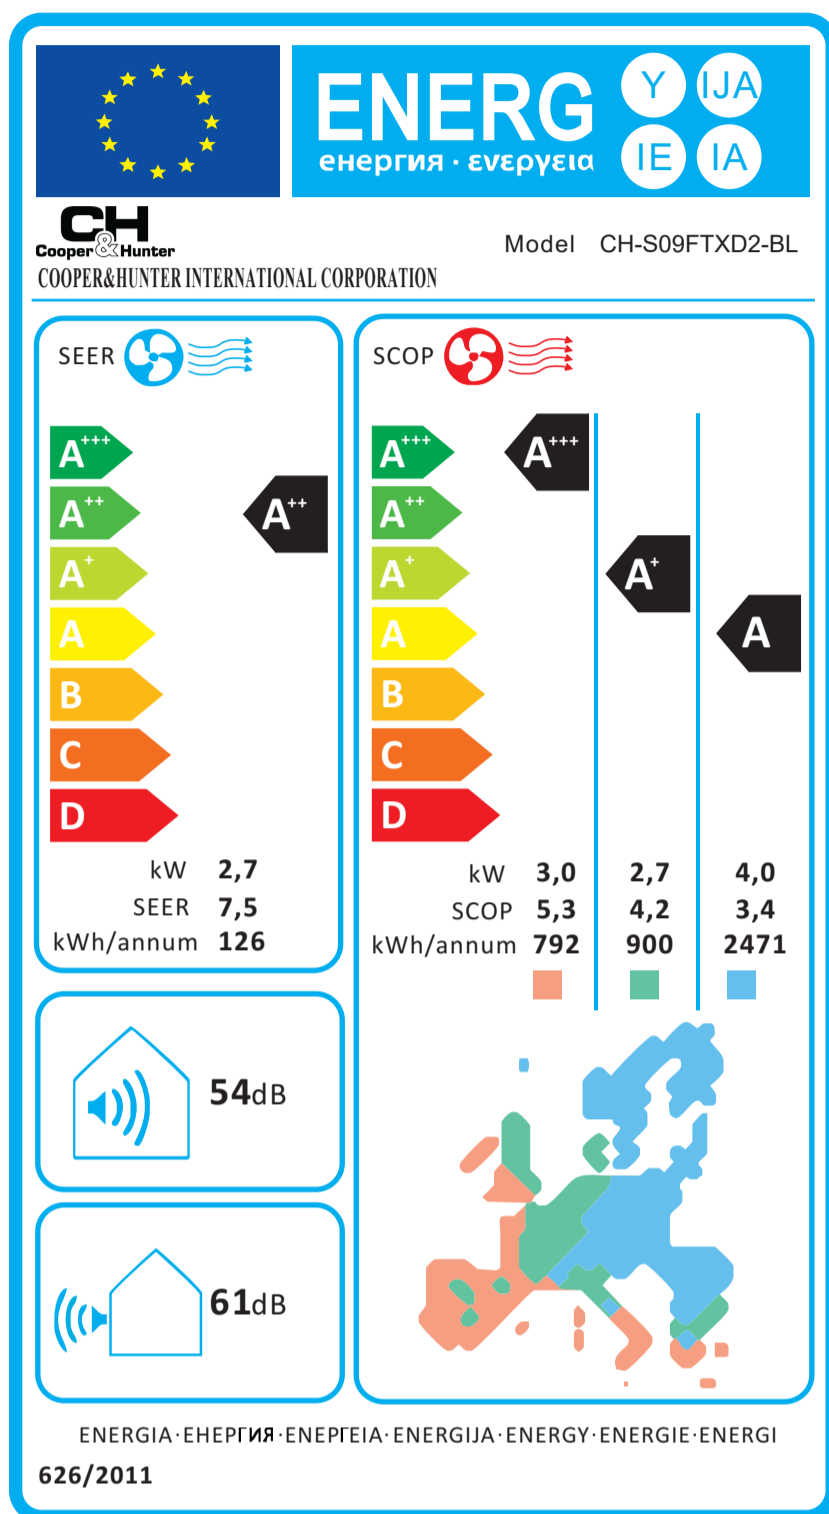 ENERG
Y IJA
IE IA
енергия · ενεργεια
CH
Cooper&Hunter
Model CH-S09FTXD2-BL
COOPER&HUNTER INTERNATIONAL CORPORATION
SEER
A+++
A++
A++
A+
A
B
C
D
kW 2,7
SEER 7,5
kWh/annum 126
SCOP
A+++ A+++
A++
A+ A+
A A
B
C
D
kW 3,0 2,7 4,0
SCOP 5,3 4,2 3,4
kWh/annum 792 900 2471
54dB
61dB
ENERGIA·ЕНЕРГИЯ·ΕΝΕΡΓΕΙΑ·ENERGIJA·ENERGY·ENERGIE·ENERGI
626/2011